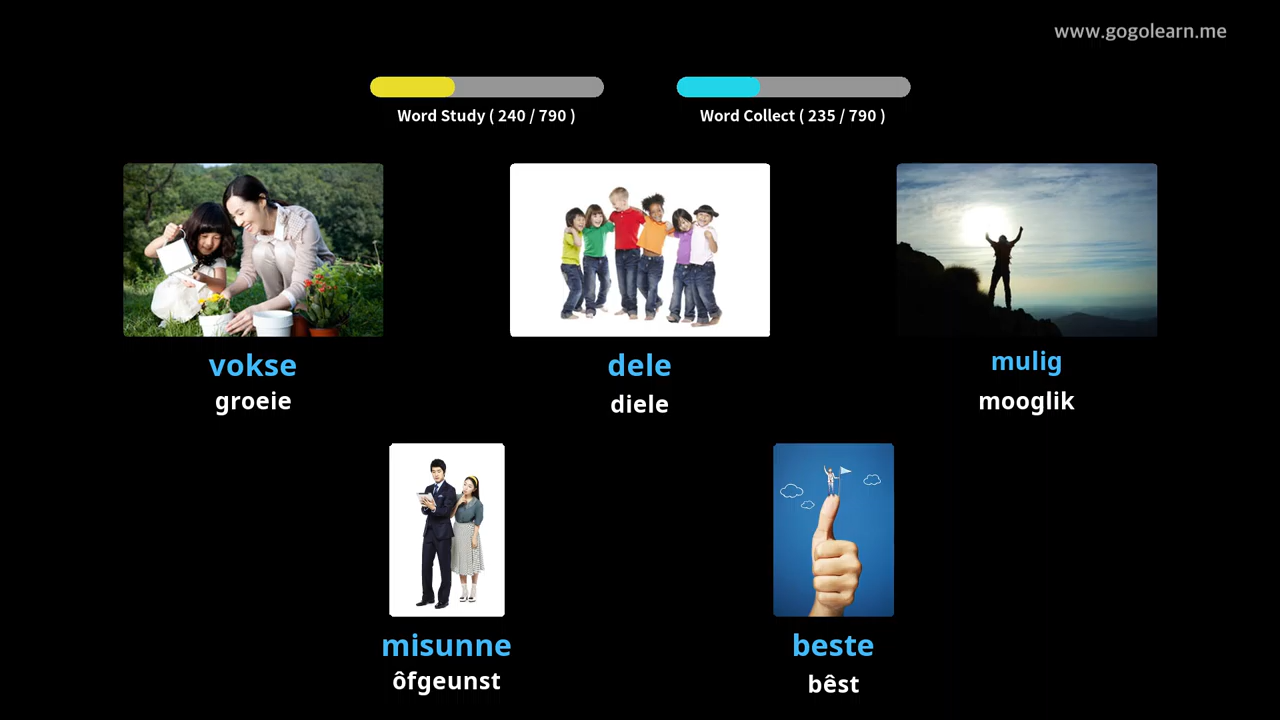 www.gogolearn.me
Word Study ( 240 / 790 )
Word Collect ( 235 / 790 )
vokse
groeie
dele
diele
mulig
mooglik
misunne
ôfgeunst
beste
bêst